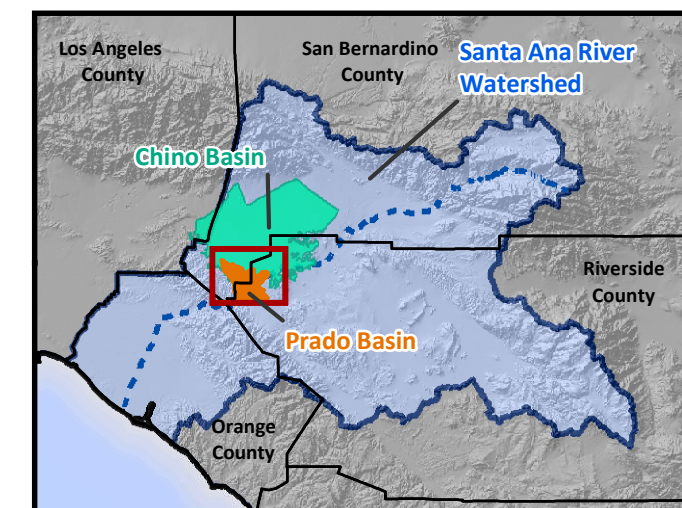 Los Angeles
County
San Bernardino
County
Santa Ana River
Watershed
Chino Basin
Riverside
County
Prado Basin
Orange
County